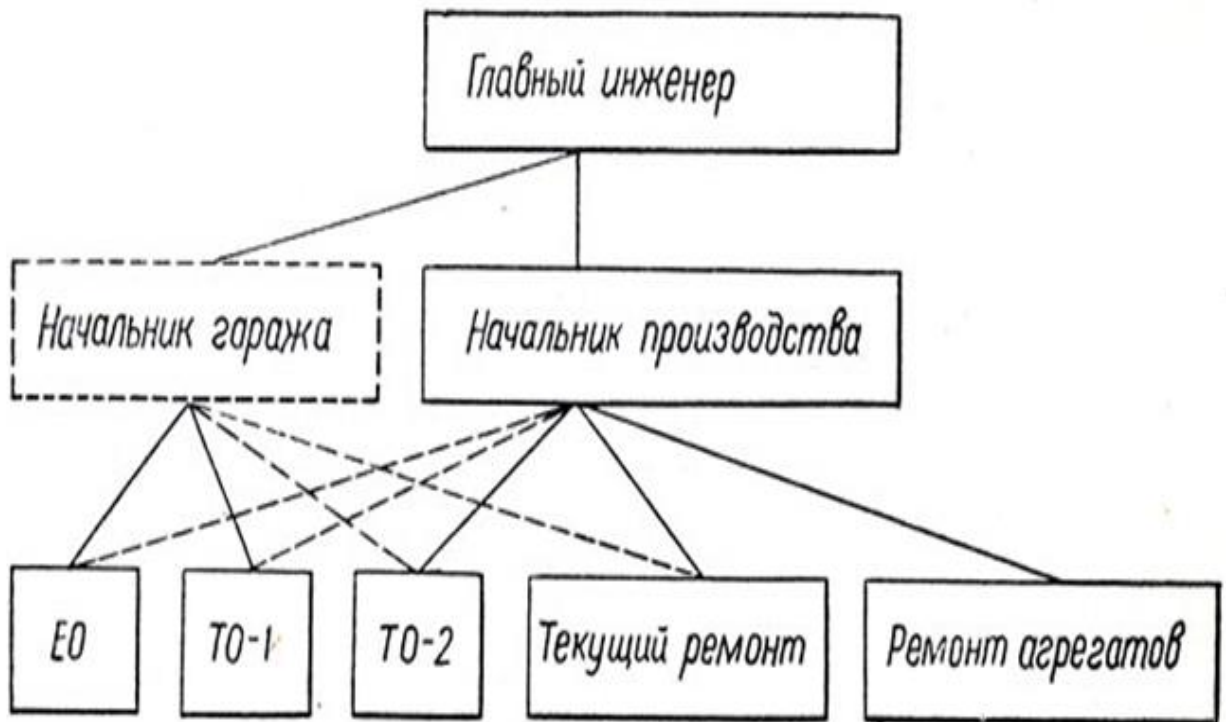 Главный инженер
Начальник гаража
Начальник производства
ЕО
ТО-1
ТО-2
Текущий ремонт
Ремонт агрегатов